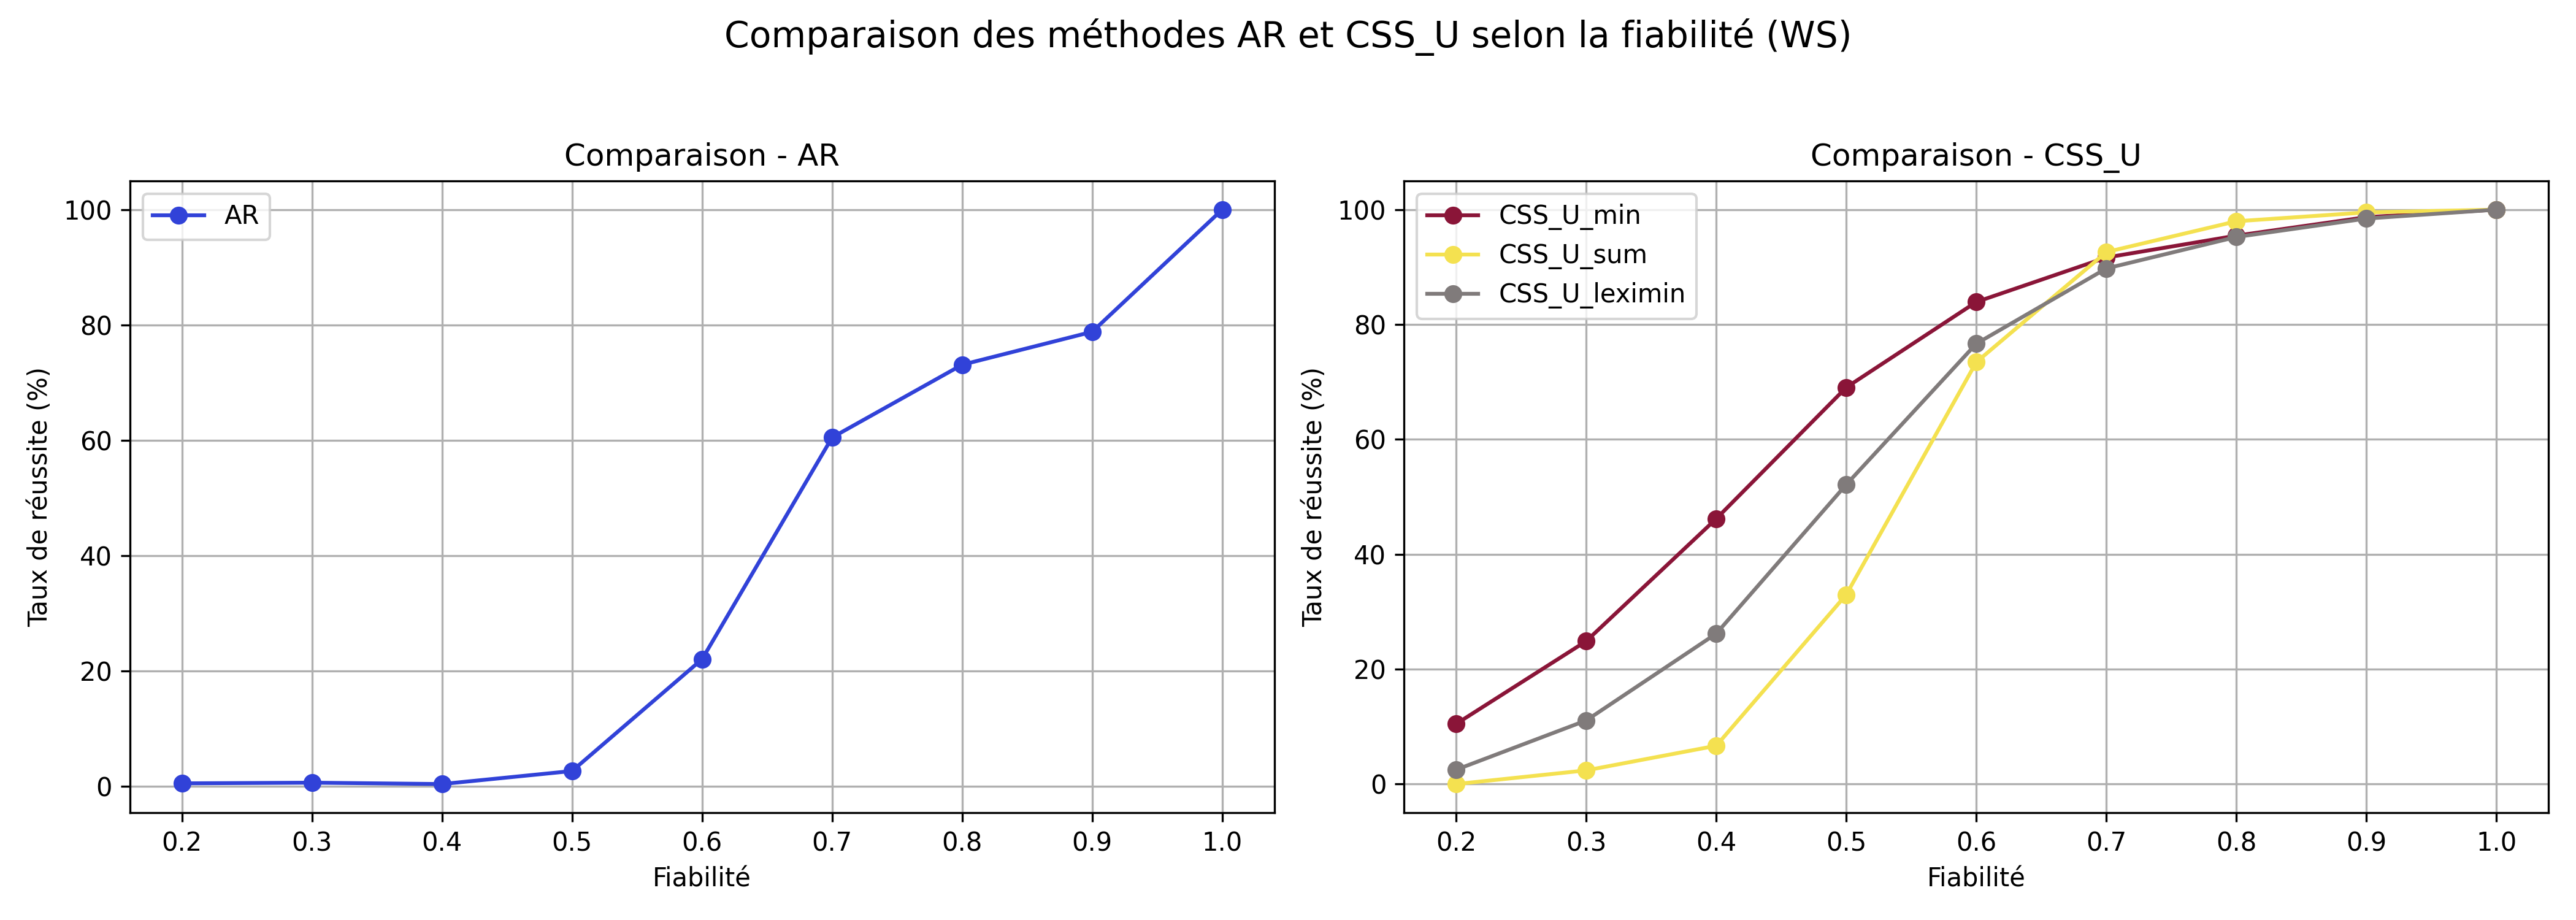 Comparaison des méthodes AR et CSS_U selon la fiabilité (WS)
Comparaison - AR
AR
100
80
60
40
20
0
Taux de réussite (%)
0.2 0.3 0.4 0.5 0.6 0.7 0.8 0.9 1.0
Fiabilité
Comparaison - CSS_U
CSS_U_min
CSS_U_sum
CSS_U_leximin
100
80
60
40
20
0
Taux de réussite (%)
0.2 0.3 0.4 0.5 0.6 0.7 0.8 0.9 1.0
Fiabilité